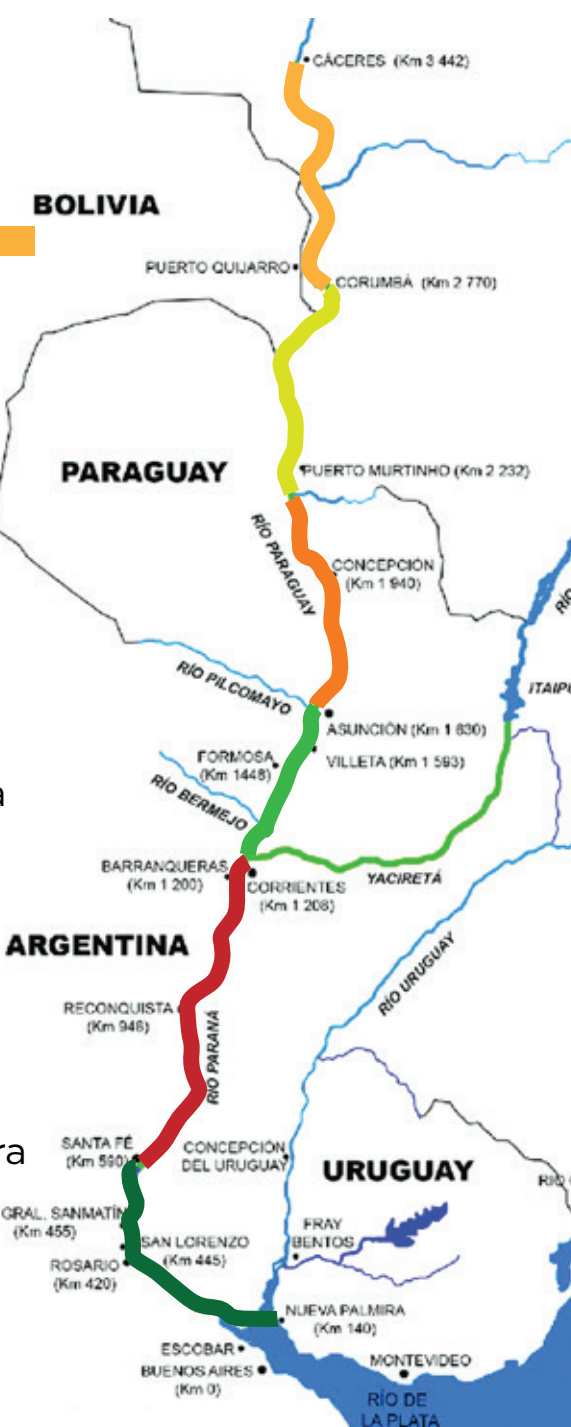 CÁCERES (Km 3 442)
BOLIVIA
PUERTO QUIJARRO
CORUMBÁ (Km 2 770)
PARAGUAY
PUERTO MURTINHO (Km 2 232)
RÍO PARAGUAY
CONCEPCIÓN
(Km 1 940)
RÍO
RÍO PILCOMAYO
ITAIPÚ
ASUNCIÓN (Km 1 630)
FORMOSA
(Km 1448)
VILLETA (Km 1 593)
a
RÍO BERMEJO
BARRANQUERAS
(Km 1 200)
CORRIENTES
(Km 1 208)
YACIRETÁ
ARGENTINA
RÍO URUGUAY
RECONQUISTA
(Km 948)
RÍO PARANÁ
ra
SANTA FÉ
(Km 590)
CONCEPCIÓN
DEL URUGUAY
URUGUAY
RIO
GRAL. SANMATÍN
(Km 455)
SAN LORENZO
(Km 445)
FRAY
BENTOS
ROSARIO
(Km 420)
NUEVA PALMIRA
(Km 140)
ESCOBAR
BUENOS AIRES
(Km 0)
MONTEVIDEO
RÍO DE
LA PLATA